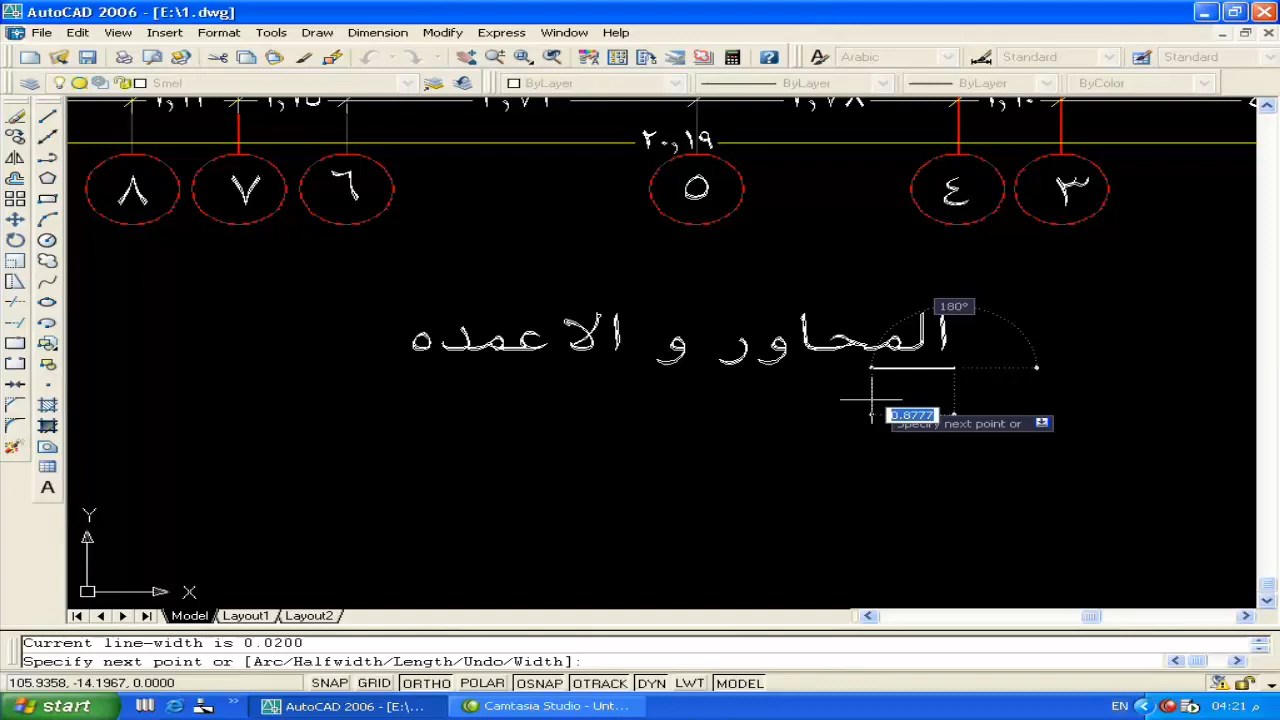 AutoCAD 2006 - [E:\1.dwg]
File Edit View Insert Format Tools Draw Dimension Modify Express Window Help
Arabic Standard Standard
Smel ByLayer ByLayer ByLayer ByColor
٢٠,١٩
٨ ٧ ٦ ٥ ٤ ٣
180°
المحاور و الاعمده
0.8777
Specify next point or
Y
X
Model Layout1 Layout2
Current line-width is 0.0200
Specify next point or [Arc/Halfwidth/Length/Undo/Width]:
105.9358, -14.1967, 0.0000 SNAP GRID ORTHO POLAR OSNAP OTRACK DYN LWT MODEL
start AutoCAD 2006 - [E:\... Camtasia Studio - Unt... EN 04:21 م